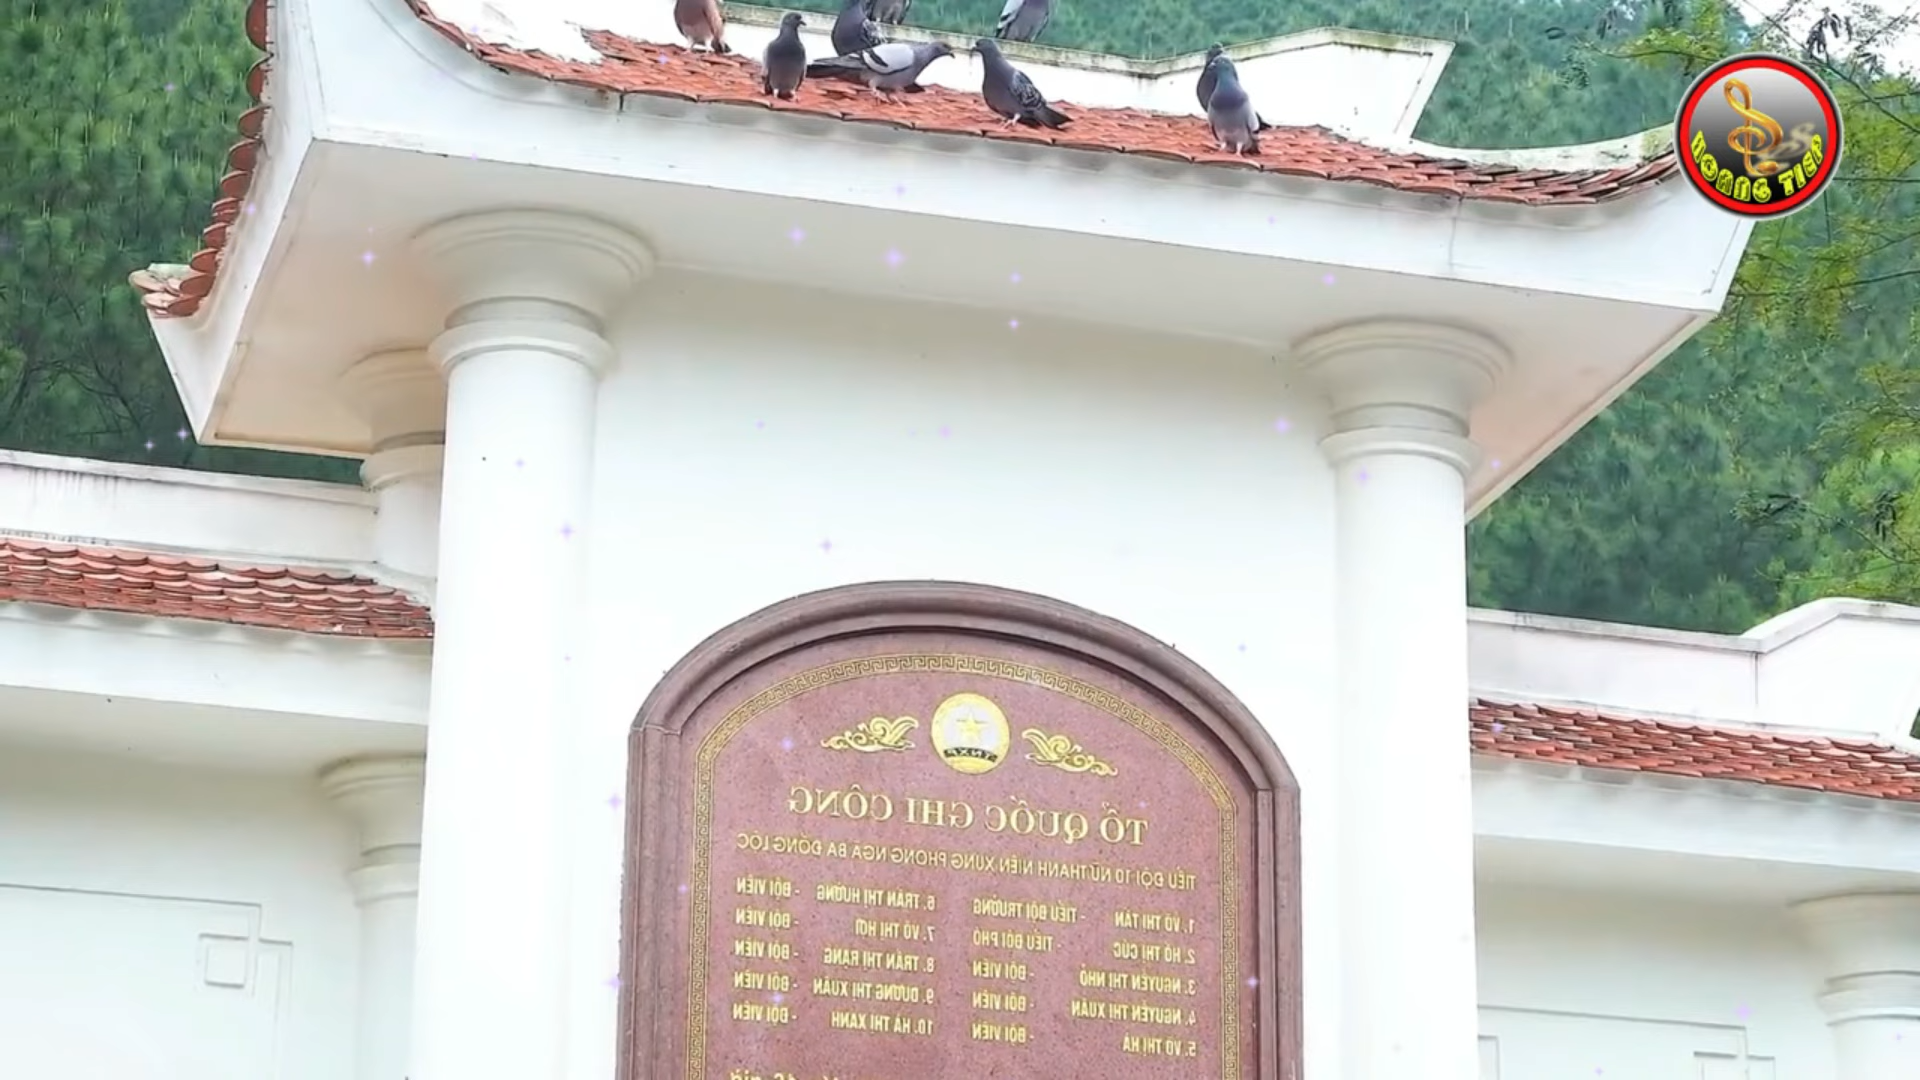 HOÀNG TIẾP
TNXP
TỔ QUỐC GHI CÔNG
TIỂU ĐỘI 10 NỮ THANH NIÊN XUNG PHONG NGÃ BA ĐỒNG LỘC
1. VÕ THỊ TẦN - TIỂU ĐỘI TRƯỞNG
2. HỒ THỊ CÚC - TIỂU ĐỘI PHÓ
3. NGUYỄN THỊ NHỎ - ĐỘI VIÊN
4. NGUYỄN THỊ XUÂN - ĐỘI VIÊN
5. VÕ THỊ HÀ - ĐỘI VIÊN
6. TRẦN THỊ HƯỜNG - ĐỘI VIÊN
7. VÕ THỊ HỢI - ĐỘI VIÊN
8. TRẦN THỊ RẠNG - ĐỘI VIÊN
9. DƯƠNG THỊ XUÂN - ĐỘI VIÊN
10. HÀ THỊ XANH - ĐỘI VIÊN